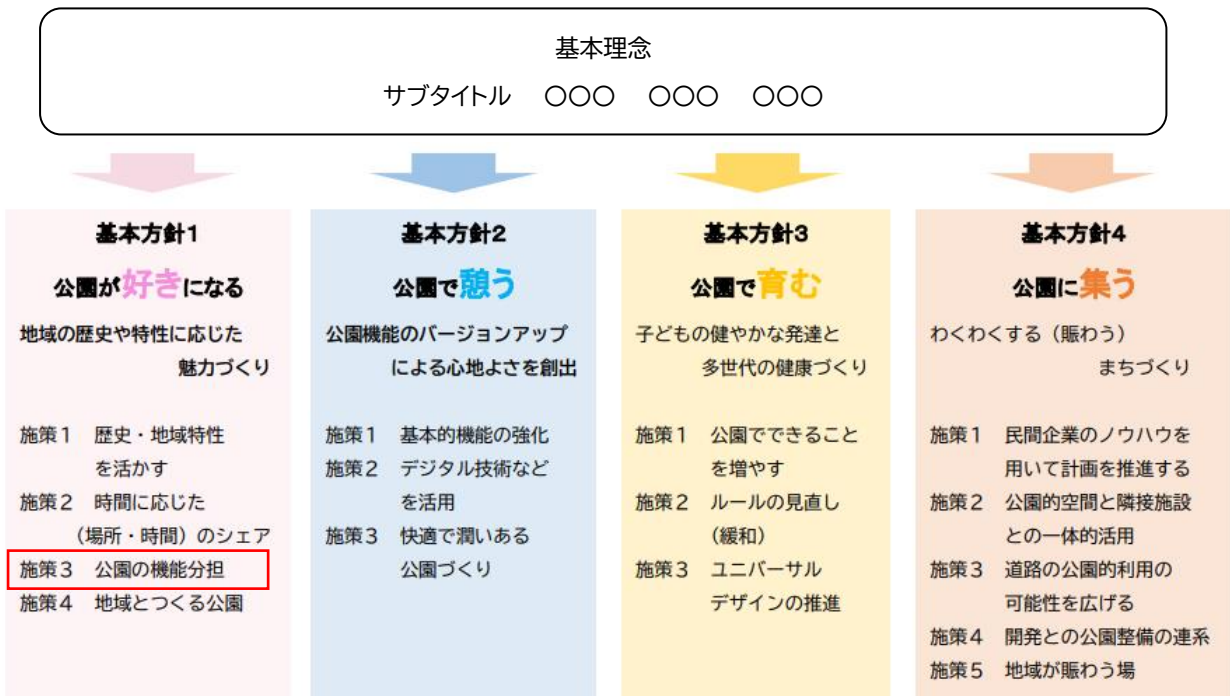 基本理念
サブタイトル　〇〇〇　〇〇〇　〇〇〇
基本方針1
公園が好きになる
地域の歴史や特性に応じた
魅力づくり
施策1　歴史・地域特性
を活かす
施策2　時間に応じた
（場所・時間）のシェア
施策3　公園の機能分担
施策4　地域とつくる公園
基本方針2
公園で憩う
公園機能のバージョンアップ
による心地よさを創出
施策1　基本的機能の強化
施策2　デジタル技術など
を活用
施策3　快適で潤いある
公園づくり
基本方針3
公園で育む
子どもの健やかな発達と
多世代の健康づくり
施策1　公園でできること
を増やす
施策2　ルールの見直し
（緩和）
施策3　ユニバーサル
デザインの推進
基本方針4
公園に集う
わくわくする（賑わう）
まちづくり
施策1　民間企業のノウハウを
用いて計画を推進する
施策2　公園的空間と隣接施設
との一体的活用
施策3　道路の公園的利用の
可能性を広げる
施策4　開発との公園整備の連系
施策5　地域が賑わう場